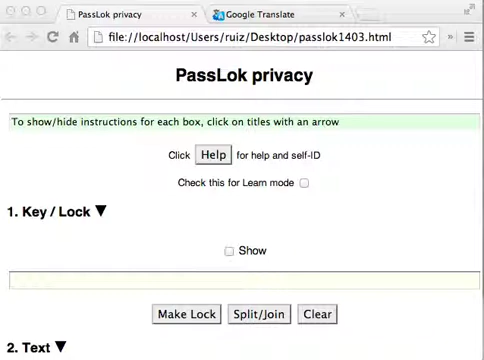 PassLok privacy
Google Translate
file://localhost/Users/ruiz/Desktop/passlok1403.html
PassLok privacy
To show/hide instructions for each box, click on titles with an arrow
Click Help for help and self-ID
Check this for Learn mode
1. Key / Lock ▼
Show
Make Lock Split/Join Clear
2. Text ▼